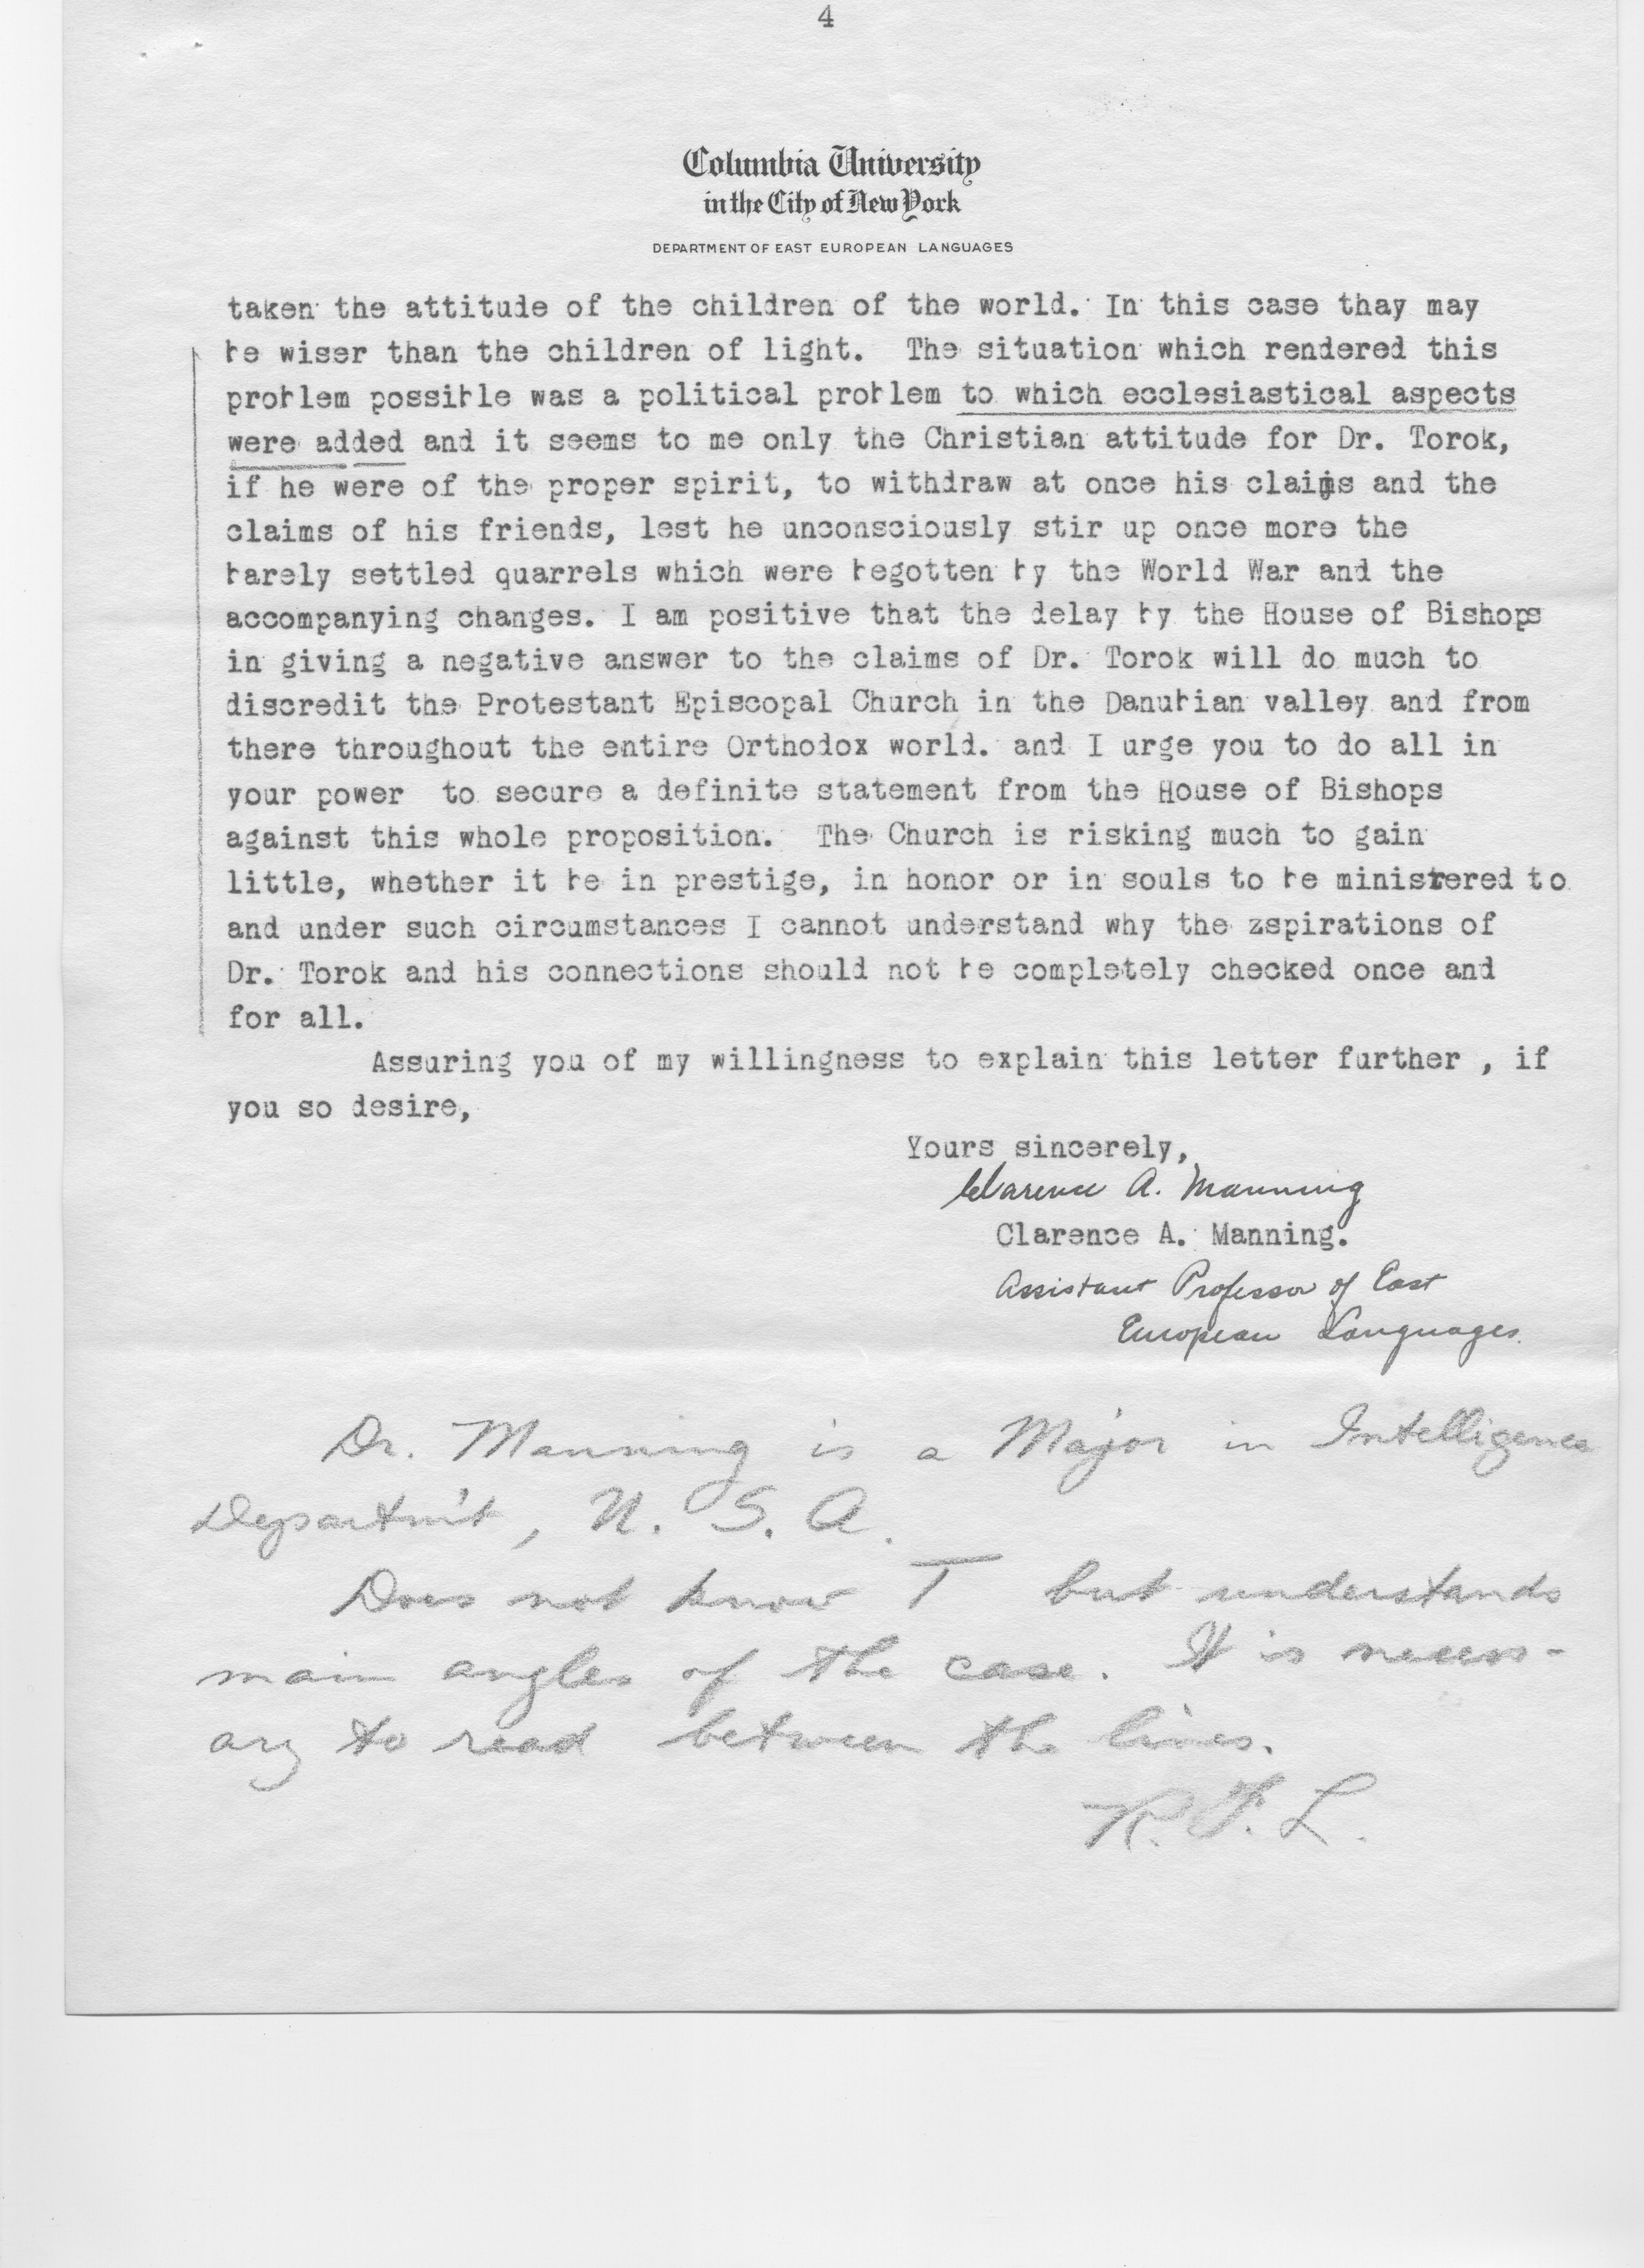 4
Columbia University
in the City of New York
DEPARTMENT OF EAST EUROPEAN LANGUAGES
taken the attitude of the children of the world. In this case thay may
be wiser than the children of light. The situation which rendered this
problem possible was a political problem to which ecclesiastical aspects
were added and it seems to me only the Christian attitude for Dr. Torok,
if he were of the proper spirit, to withdraw at once his claims and the
claims of his friends, lest he unconsciously stir up once more the
barely settled quarrels which were begotten by the World War and the
accompanying changes. I am positive that the delay by the House of Bishops
in giving a negative answer to the claims of Dr. Torok will do much to
discredit the Protestant Episcopal Church in the Danubian valley and from
there throughout the entire Orthodox world. and I urge you to do all in
your power to secure a definite statement from the House of Bishops
against this whole proposition. The Church is risking much to gain
little, whether it be in prestige, in honor or in souls to be ministered to
and under such circumstances I cannot understand why the zspirations of
Dr. Torok and his connections should not be completely checked once and
for all.
Assuring you of my willingness to explain this letter further , if
you so desire,
Yours sincerely,
Clarence A. Manning
Clarence A. Manning.
Assistant Professor of East
European Languages.
Dr. Manning is a Major in Intelligence
Departm't, U. S. A.
Does not know T but understands
main angles of the case. It is necess-
ary to read between the lines.
R. F. L.